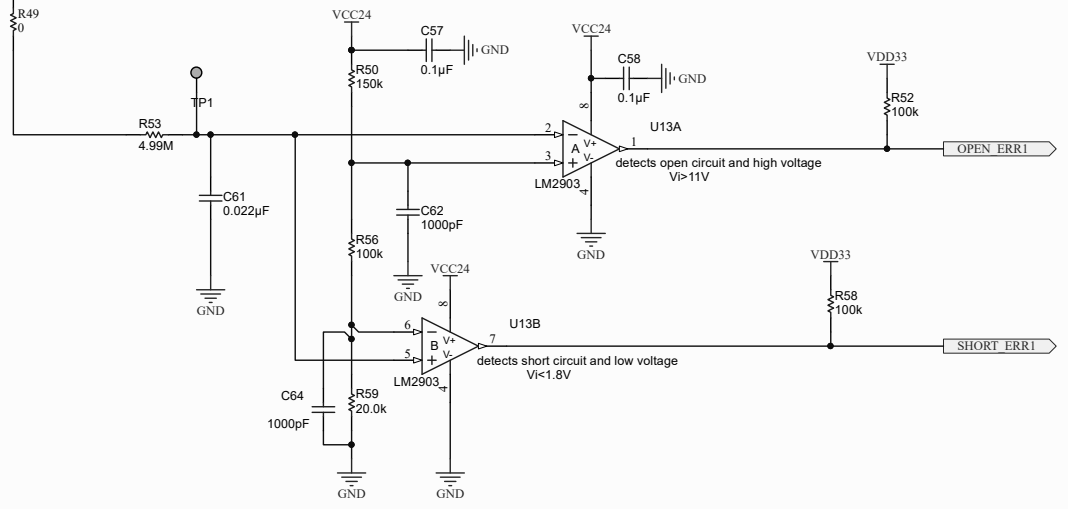 R49
0
VCC24
C57
0.1µF
GND
R50
150k
VCC24
C58
0.1µF
GND
VDD33
R52
100k
TP1
R53
4.99M
2
3
8
A
V+
V-
4
1
U13A
LM2903
detects open circuit and high voltage
Vi>11V
OPEN_ERR1
C61
0.022µF
GND
C62
1000pF
GND
GND
R56
100k
VCC24
8
VDD33
R58
100k
6
5
B
V+
V-
4
7
U13B
LM2903
detects short circuit and low voltage
Vi<1.8V
SHORT_ERR1
C64
1000pF
R59
20.0k
GND
GND